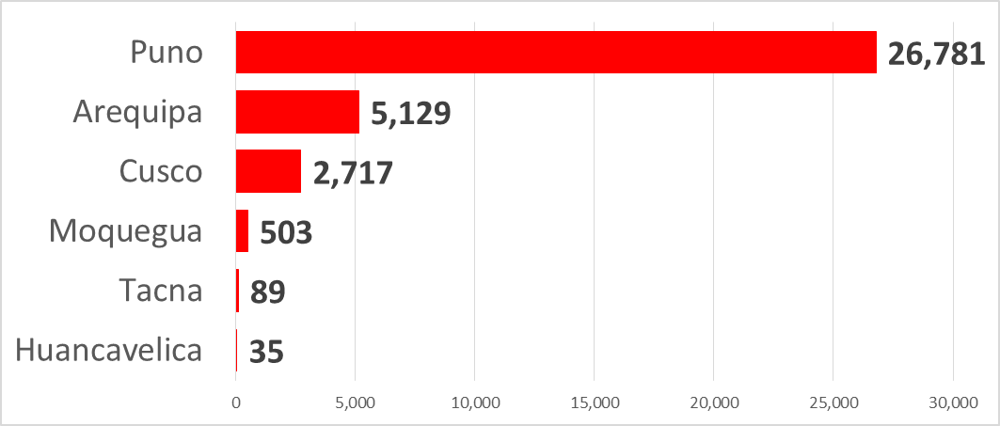 Puno 26,781
Arequipa 5,129
Cusco 2,717
Moquegua 503
Tacna 89
Huancavelica 35
0 5,000 10,000 15,000 20,000 25,000 30,000